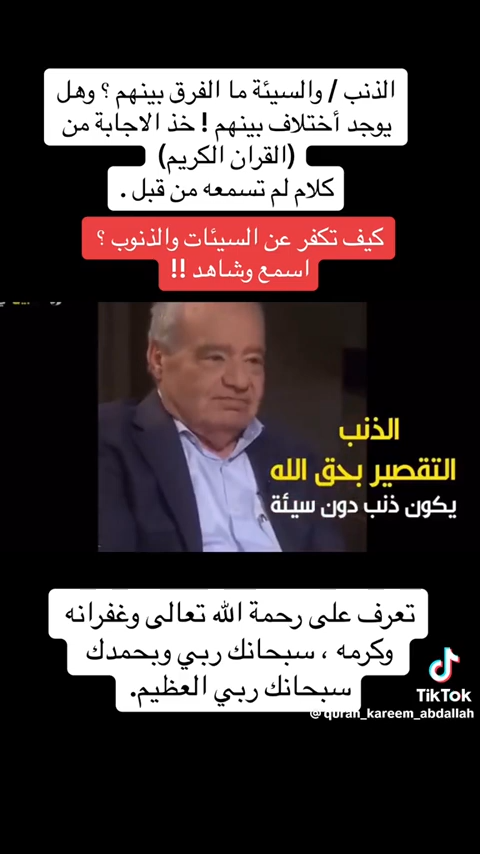 الذنب / والسيئة ما الفرق بينهم ؟ وهل
يوجد أختلاف بينهم ! خذ الاجابة من
(القران الكريم)
كلام لم تسمعه من قبل .
كيف تكفر عن السيئات والذنوب ؟
اسمع وشاهد !!
الذنب
التقصير بحق الله
يكون ذنب دون سيئة
تعرف على رحمة الله تعالى وغفرانه
وكرمه ، سبحانك ربي وبحمدك
سبحانك ربي العظيم.
TikTok
@quran_kareem_abdallah